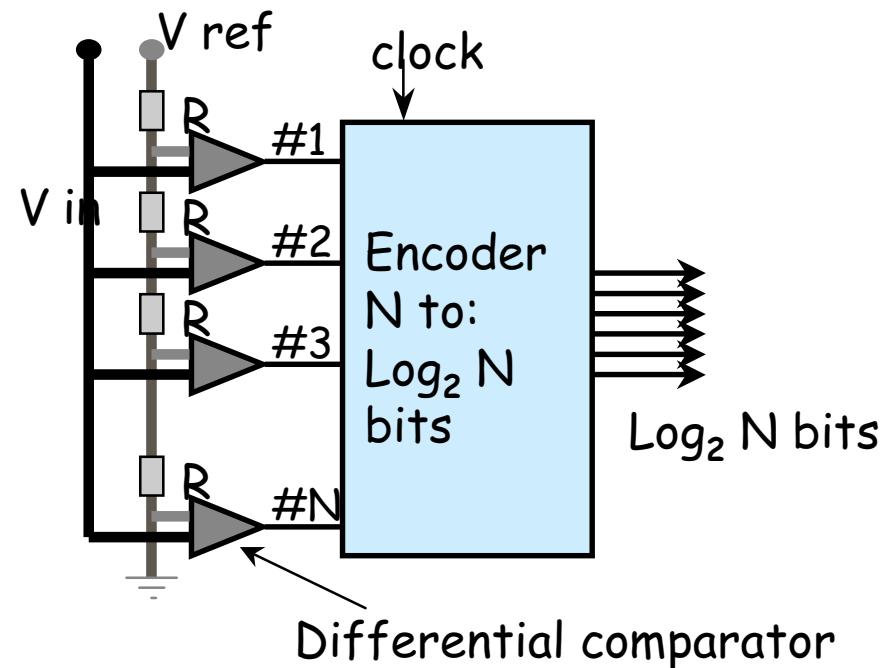 V ref
clock
R
#1
V in
R
#2
R
#3
R
#N
Encoder
N to:
Log₂ N
bits
Log₂ N bits
Differential comparator